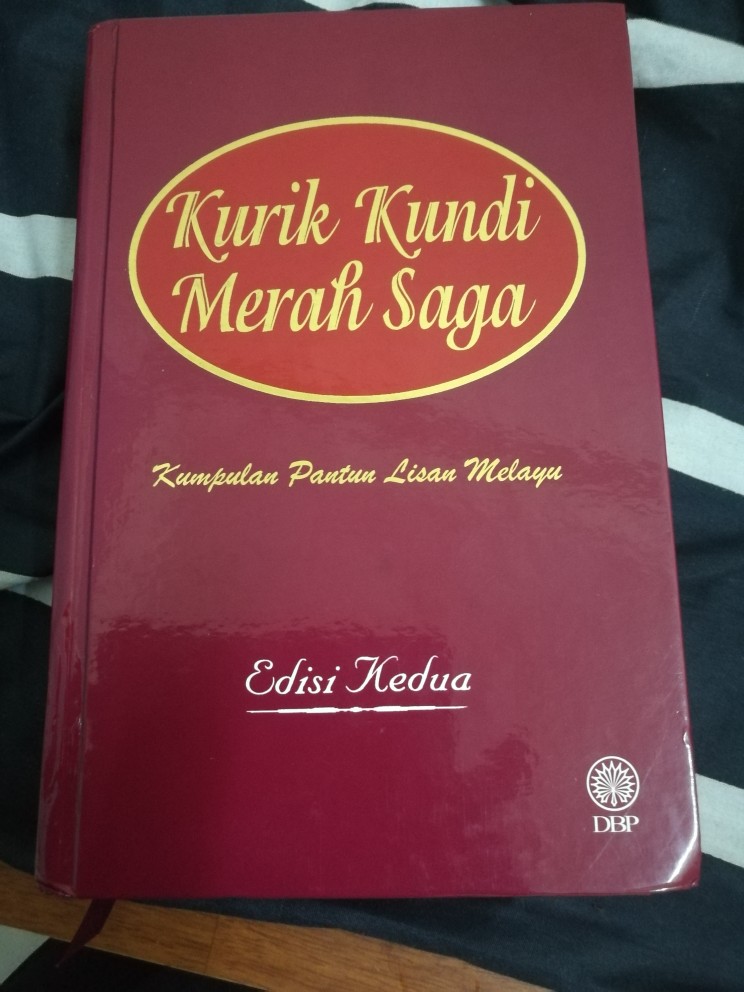 Kurik Kundi
Merah Saga
Kumpulan Pantun Lisan Melayu
Edisi Kedua
DBP